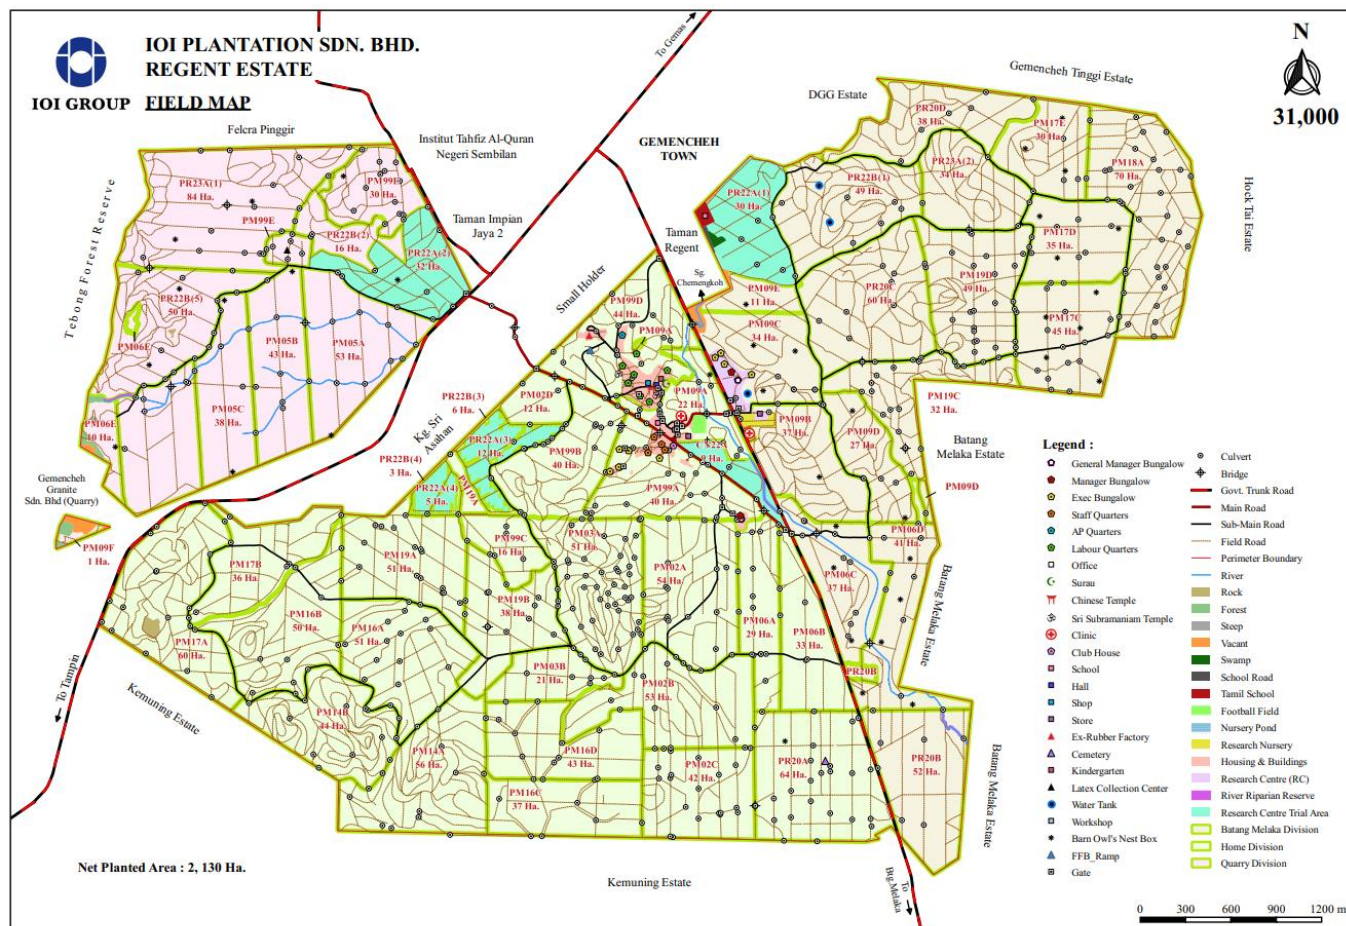 IOI GROUP
IOI PLANTATION SDN. BHD.
REGENT ESTATE
FIELD MAP
N
31,000
To Gemas
Gemencheh Tinggi Estate
DGG Estate
Felcra Pinggir
Institut Tahfiz Al-Quran
Negeri Sembilan
GEMENCHEH
TOWN
Taman Impian
Jaya 2
Taman
Regent
Sg.
Chemengkoh
Small Holder
Tebong Forest Reserve
Hock Tai Estate
PR20D
38 Ha.
PM17E
30 Ha.
PR23A(2)
34 Ha.
PM18A
70 Ha.
PR22A(1)
30 Ha.
PR22B(1)
49 Ha.
PM17D
35 Ha.
PM19D
49 Ha.
PR20C
60 Ha.
PM17C
45 Ha.
PM09E
11 Ha.
PM09C
34 Ha.
PR23A(1)
84 Ha.
PM99E
30 Ha.
PM99E
PR22B(2)
16 Ha.
PR22A(2)
32 Ha.
PR22B(5)
50 Ha.
PM06E
PM05B
43 Ha.
PM05A
53 Ha.
PM05C
38 Ha.
PM06E
10 Ha.
PM99D
44 Ha.
PM09A
PM09A
22 Ha.
PM09B
37 Ha.
PM09D
27 Ha.
PM19C
32 Ha.
PM09D
Batang
Melaka Estate
PR22B(3)
6 Ha.
PM02D
12 Ha.
Kg. Sri
Asahan
PR22A(3)
12 Ha.
PR22B(4)
3 Ha.
PR22A(4)
5 Ha.
PM19A
PM99B
40 Ha.
PM99A
40 Ha.
9 Ha.
Gemencheh
Granite
Sdn. Bhd (Quarry)
PM09F
1 Ha.
PM06D
41 Ha.
PM17B
36 Ha.
PM19A
51 Ha.
PM99C
16 Ha.
PM03A
51 Ha.
PM02A
54 Ha.
PM06C
37 Ha.
PM16B
50 Ha.
PM16A
51 Ha.
PM19B
38 Ha.
PM06A
29 Ha.
PM06B
33 Ha.
PM17A
60 Ha.
PM03B
21 Ha.
PM02B
53 Ha.
PR20B
Batang Melaka Estate
PM14B
44 Ha.
PM14A
56 Ha.
PM16D
43 Ha.
PM02C
42 Ha.
PR20A
64 Ha.
PR20B
52 Ha.
PM16C
37 Ha.
Batang Melaka Estate
To Tampin
Kemuning Estate
Kemuning Estate
To
Btg.Melaka
Net Planted Area : 2, 130 Ha.
Legend :
General Manager Bungalow
Manager Bungalow
Exec Bungalow
Staff Quarters
AP Quarters
Labour Quarters
Office
Surau
Chinese Temple
Sri Subramaniam Temple
Clinic
Club House
School
Hall
Shop
Store
Ex-Rubber Factory
Cemetery
Kindergarten
Latex Collection Center
Water Tank
Workshop
Barn Owl's Nest Box
FFB_Ramp
Gate
Culvert
Bridge
Govt. Trunk Road
Main Road
Sub-Main Road
Field Road
Perimeter Boundary
River
Rock
Forest
Steep
Vacant
Swamp
School Road
Tamil School
Football Field
Nursery Pond
Research Nursery
Housing & Buildings
Research Centre (RC)
River Riparian Reserve
Research Centre Trial Area
Batang Melaka Division
Home Division
Quarry Division
0 300 600 900 1200 m